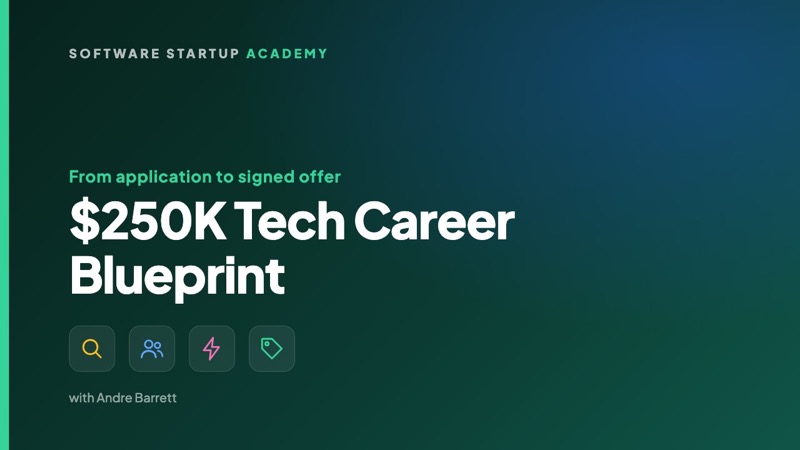 SOFTWARE STARTUP ACADEMY
From application to signed offer
$250K Tech Career
Blueprint
with Andre Barrett